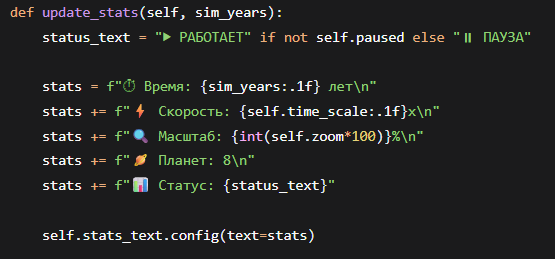 def update_stats(self, sim_years):
    status_text = "▶ РАБОТАЕТ" if not self.paused else "⏸ ПАУЗА"
    stats = f"⏱ Время: {sim_years:.1f} лет\n"
    stats += f"⚡ Скорость: {self.time_scale:.1f}x\n"
    stats += f"🔍 Масштаб: {int(self.zoom*100)}%\n"
    stats += f"🪐 Планет: 8\n"
    stats += f"📊 Статус: {status_text}"
    self.stats_text.config(text=stats)